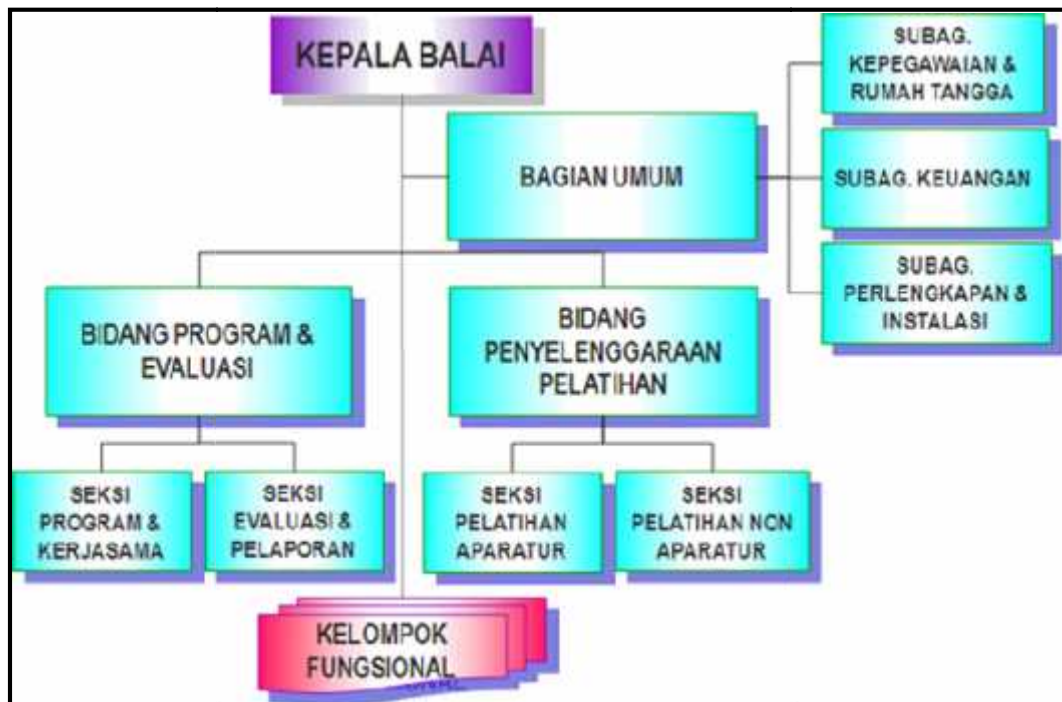 KEPALA BALAI
SUBAG.
KEPEGAWAIAN &
RUMAH TANGGA
BAGIAN UMUM
SUBAG. KEUANGAN
SUBAG.
PERLENGKAPAN &
INSTALASI
BIDANG PROGRAM &
EVALUASI
BIDANG
PENYELENGGARAAN
PELATIHAN
SEKSI
PROGRAM &
KERJASAMA
SEKSI
EVALUASI &
PELAPORAN
SEKSI
PELATIHAN
APARATUR
SEKSI
PELATIHAN NON
APARATUR
KELOMPOK
FUNGSIONAL